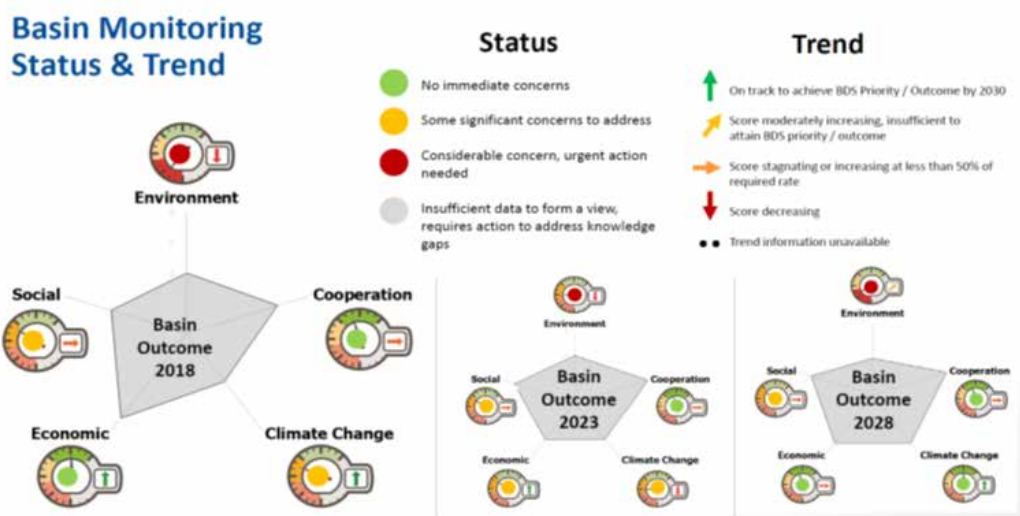 Basin Monitoring
Status & Trend
Status
No immediate concerns
Some significant concerns to address
Considerable concern, urgent action
needed
Insufficient data to form a view,
requires action to address knowledge
gaps
Trend
On track to achieve BDS Priority / Outcome by 2030
Score moderately increasing, insufficient to
attain BDS priority / outcome
Score stagnating or increasing at less than 50% of
required rate
Score decreasing
Trend information unavailable
Environment
Social
Cooperation
Basin
Outcome
2018
Economic
Climate Change
Environment
Social
Cooperation
Basin
Outcome
2023
Economic
Climate Change
Environment
Social
Cooperation
Basin
Outcome
2028
Economic
Climate Change